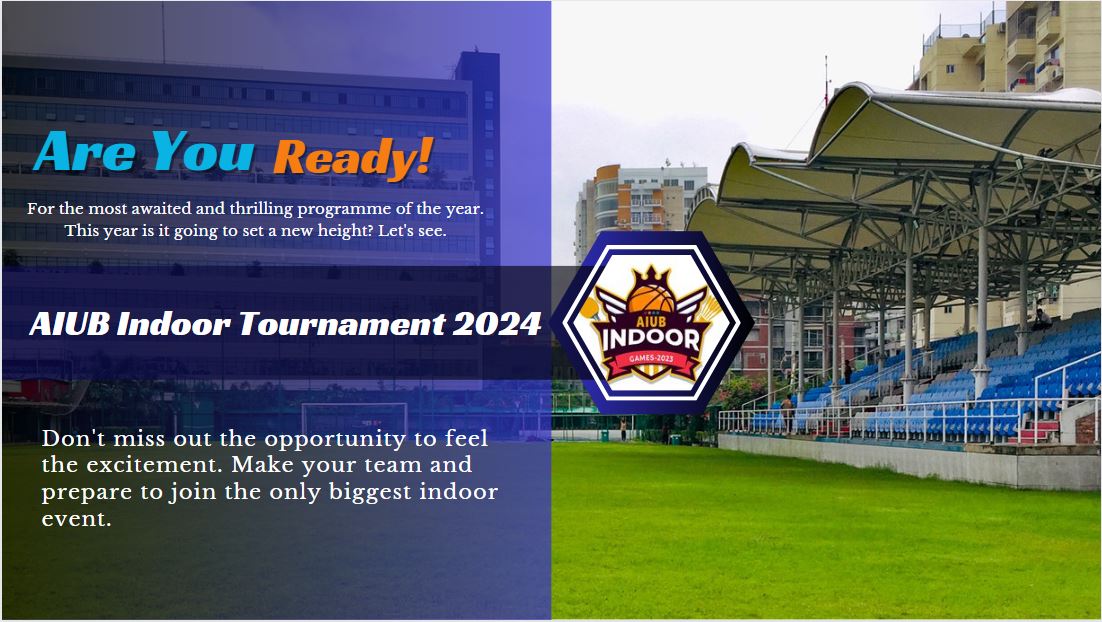 Are You Ready!
For the most awaited and thrilling programme of the year.
This year is it going to set a new height? Let's see.
AIUB Indoor Tournament 2024
AIUB
INDOOR
GAMES-2023
Don't miss out the opportunity to feel
the excitement. Make your team and
prepare to join the only biggest indoor
event.